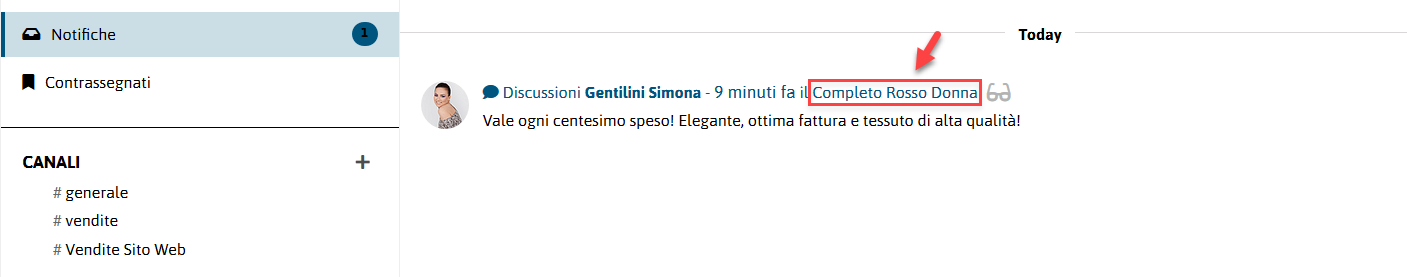 Notifiche
1
Contrassegnati
CANALI
# generale
# vendite
# Vendite Sito Web
Today
Discussioni Gentilini Simona - 9 minuti fa il Completo Rosso Donna
Vale ogni centesimo speso! Elegante, ottima fattura e tessuto di alta qualità!